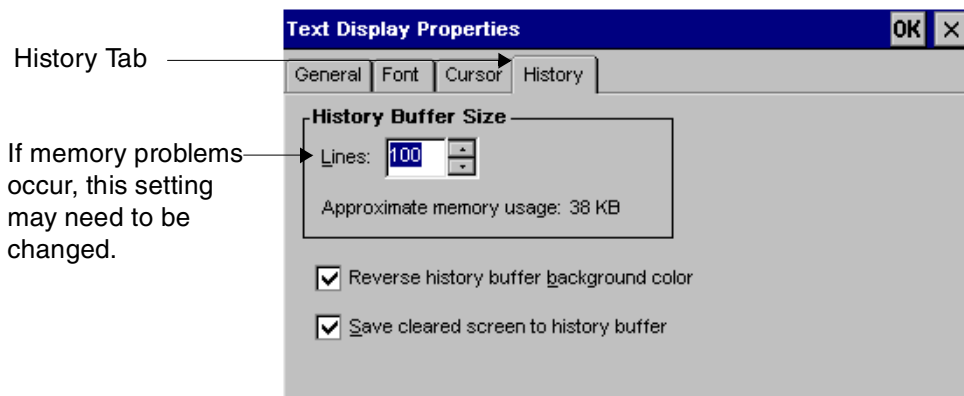 Text Display Properties OK ×
History Tab
General Font Cursor History
History Buffer Size
Lines: 100
If memory problems
occur, this setting
may need to be
changed.
Approximate memory usage: 38 KB
Reverse history buffer background color
Save cleared screen to history buffer